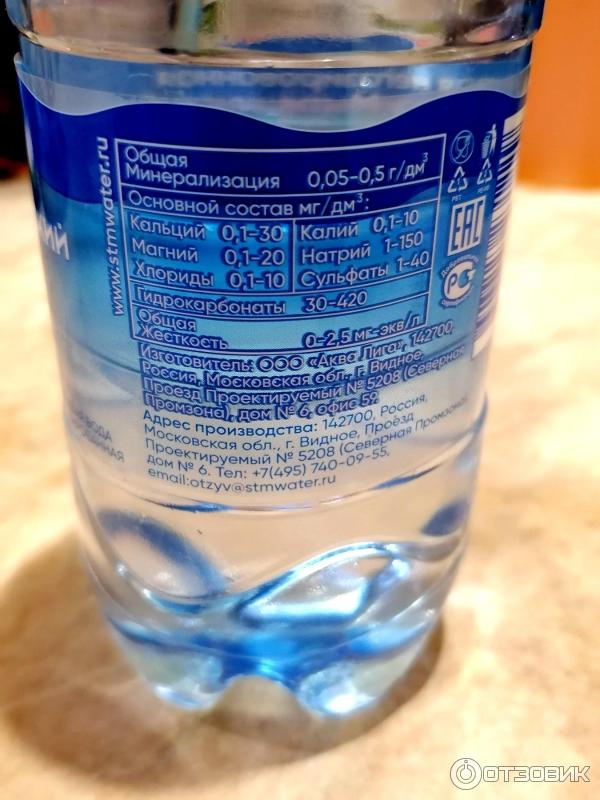 www.stmwater.ru
Общая
Минерализация 0,05-0,5 г/дм³
Основной состав мг/дм³:
Кальций 0,1-30 Калий 0,1-10
Магний 0,1-20 Натрий 1-150
Хлориды 0,1-10 Сульфаты 1-40
Гидрокарбонаты 30-420
Общая
Жесткость 0-2,5 мг-экв/л
Изготовитель: ООО «Аква Лига», 142700,
Россия, Московская обл., г. Видное,
Проезд Проектируемый № 5208 (Северная
Промзона), дом № 6, офис 59
Адрес производства: 142700, Россия,
Московская обл., г. Видное, Проезд
Проектируемый № 5208 (Северная Промзона),
дом № 6. Тел: +7(495) 740-09-55,
email:otzyv@stmwater.ru
PET
EAC
РС
ВОДА
ОТЗОВИК